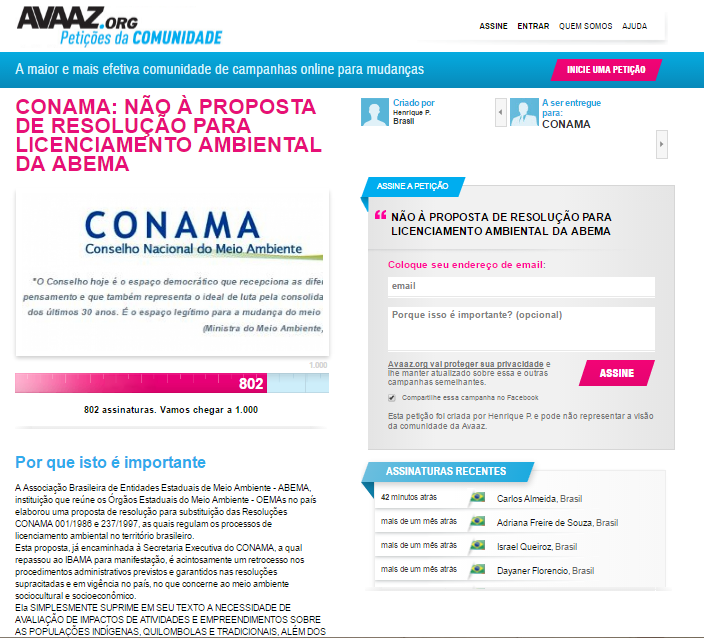 AVAAZ.ORG
Petições da COMUNIDADE
ASSINE ENTRAR QUEM SOMOS AJUDA
A maior e mais efetiva comunidade de campanhas online para mudanças
INICIE UMA PETIÇÃO
CONAMA: NÃO À PROPOSTA
DE RESOLUÇÃO PARA
LICENCIAMENTO AMBIENTAL
DA ABEMA
CONAMA
Conselho Nacional do Meio Ambiente
"O Conselho hoje é o espaço democrático que recepciona as difer
pensamento e que também representa o ideal de luta pela consolida
dos últimos 30 anos. É o espaço legítimo para a mudança do meio
(Ministra do Meio Ambiente,
1.000
802
802 assinaturas. Vamos chegar a 1.000
Por que isto é importante
A Associação Brasileira de Entidades Estaduais de Meio Ambiente - ABEMA,
instituição que reúne os Órgãos Estaduais do Meio Ambiente - OEMAs no país
elaborou uma proposta de resolução para substituição das Resoluções
CONAMA 001/1986 e 237/1997, as quais regulam os processos de
licenciamento ambiental no território brasileiro.
Esta proposta, já encaminhada à Secretaria Executiva do CONAMA, a qual
repassou ao IBAMA para manifestação, é acintosamente um retrocesso nos
procedimentos administrativos previstos e garantidos nas resoluções
supracitadas e em vigência no país, no que concerne ao meio ambiente
sociocultural e socioeconômico.
Ela SIMPLESMENTE SUPRIME EM SEU TEXTO A NECESSIDADE DE
AVALIAÇÃO DE IMPACTOS DE ATIVIDADES E EMPREENDIMENTOS SOBRE
AS POPULAÇÕES INDÍGENAS, QUILOMBOLAS E TRADICIONAIS, ALÉM DOS
Criado por
Henrique P.
Brasil
A ser entregue
para:
CONAMA
ASSINE A PETIÇÃO
NÃO À PROPOSTA DE RESOLUÇÃO PARA
LICENCIAMENTO AMBIENTAL DA ABEMA
Coloque seu endereço de email:
email
Porque isso é importante? (opcional)
Avaaz.org vai proteger sua privacidade e
lhe manter atualizado sobre essa e outras
campanhas semelhantes.
ASSINE
Compartilhe essa campanha no Facebook
Esta petição foi criada por Henrique P. e pode não representar a visão
da comunidade da Avaaz.
ASSINATURAS RECENTES
42 minutos atrás Carlos Almeida, Brasil
mais de um mês atrás Adriana Freire de Souza, Brasil
mais de um mês atrás Israel Queiroz, Brasil
mais de um mês atrás Dayaner Florencio, Brasil